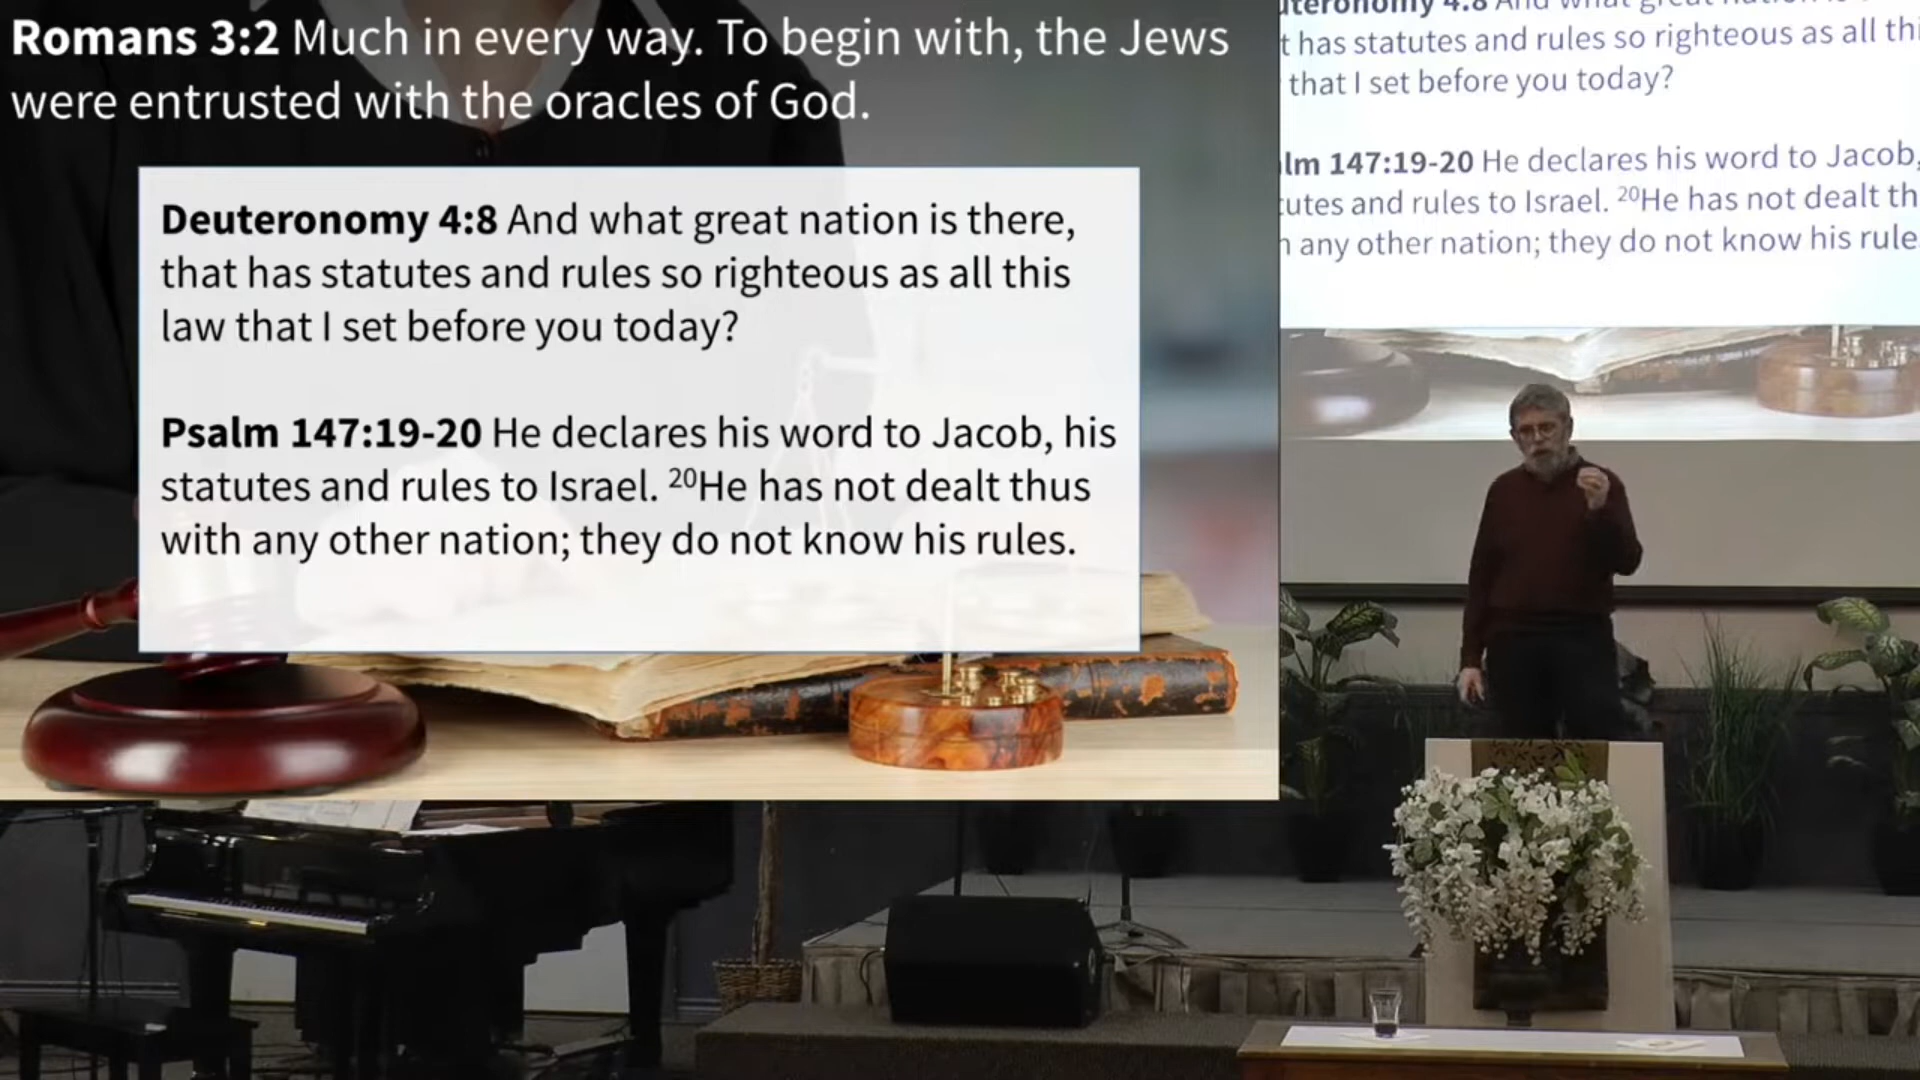 Romans 3:2 Much in every way. To begin with, the Jews
were entrusted with the oracles of God.
Deuteronomy 4:8 And what great nation is there,
that has statutes and rules so righteous as all this
law that I set before you today?
Psalm 147:19-20 He declares his word to Jacob, his
statutes and rules to Israel. ²⁰He has not dealt thus
with any other nation; they do not know his rules.
4:8 And what
has statutes and rules so righteous as all
that I set before you today?
147:19-20 He declares his word to Jacob,
and rules to Israel. ²⁰He has not dealt
any other nation; they do not know his